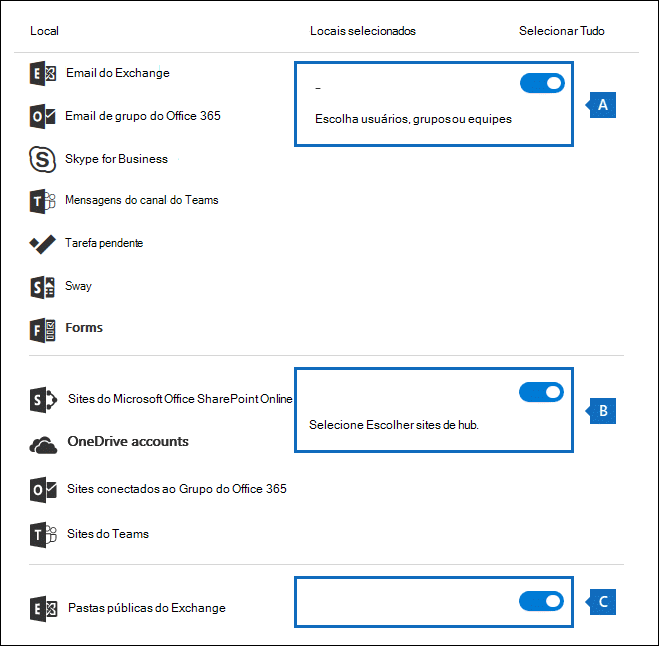 Local Locais selecionados Selecionar Tudo
Email do Exchange
–
A
Escolha usuários, grupos ou equipes
Email de grupo do Office 365
Skype for Business
Mensagens do canal do Teams
Tarefa pendente
Sway
Forms
Sites do Microsoft Office SharePoint Online
B
Selecione Escolher sites de hub.
OneDrive accounts
Sites conectados ao Grupo do Office 365
Sites do Teams
Pastas públicas do Exchange
C